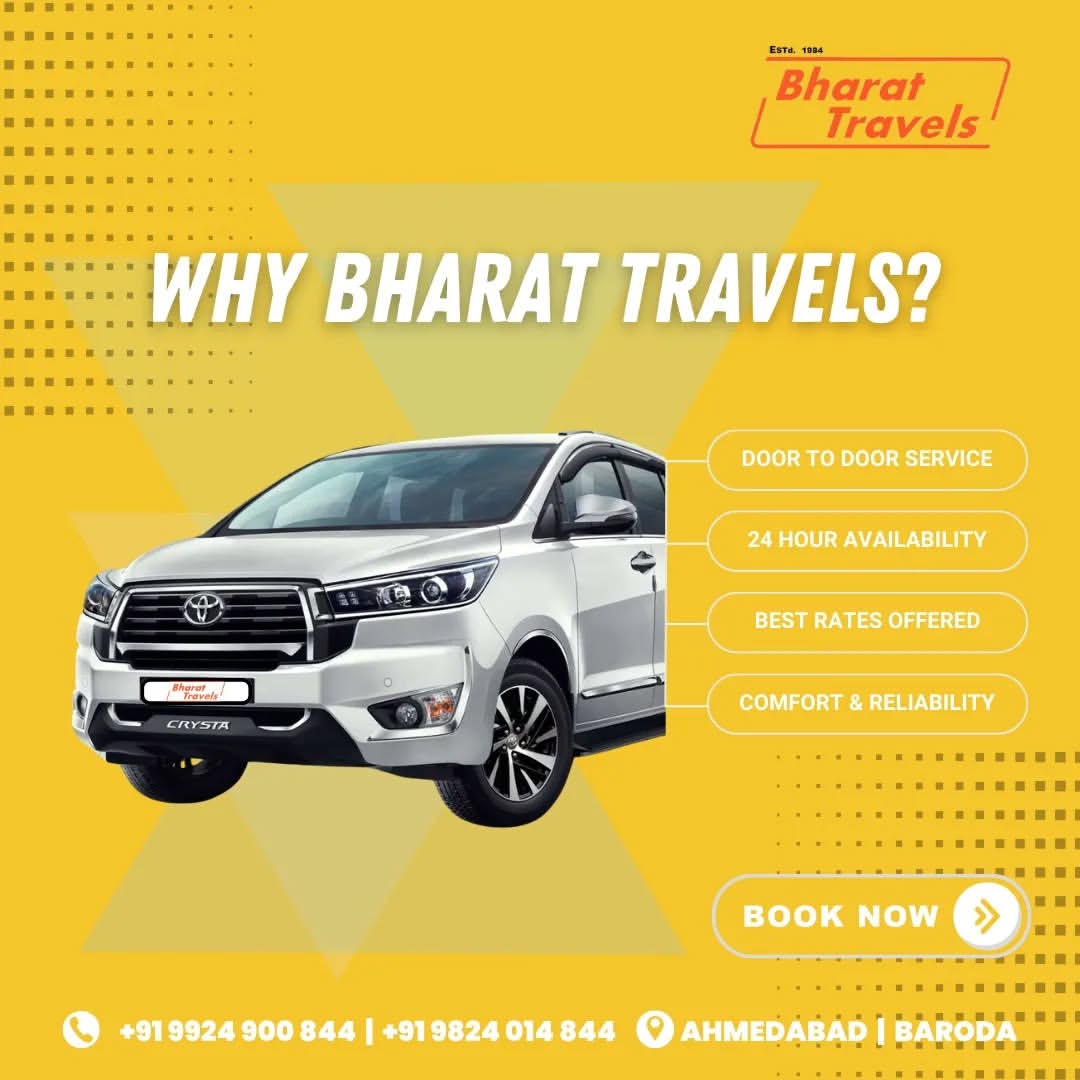 ESTd. 1984
Bharat
Travels
WHY BHARAT TRAVELS?
DOOR TO DOOR SERVICE
24 HOUR AVAILABILITY
BEST RATES OFFERED
COMFORT & RELIABILITY
Bharat
Travels
CRYSTA
BOOK NOW
+91 9924 900 844 | +91 9824 014 844 AHMEDABAD | BARODA